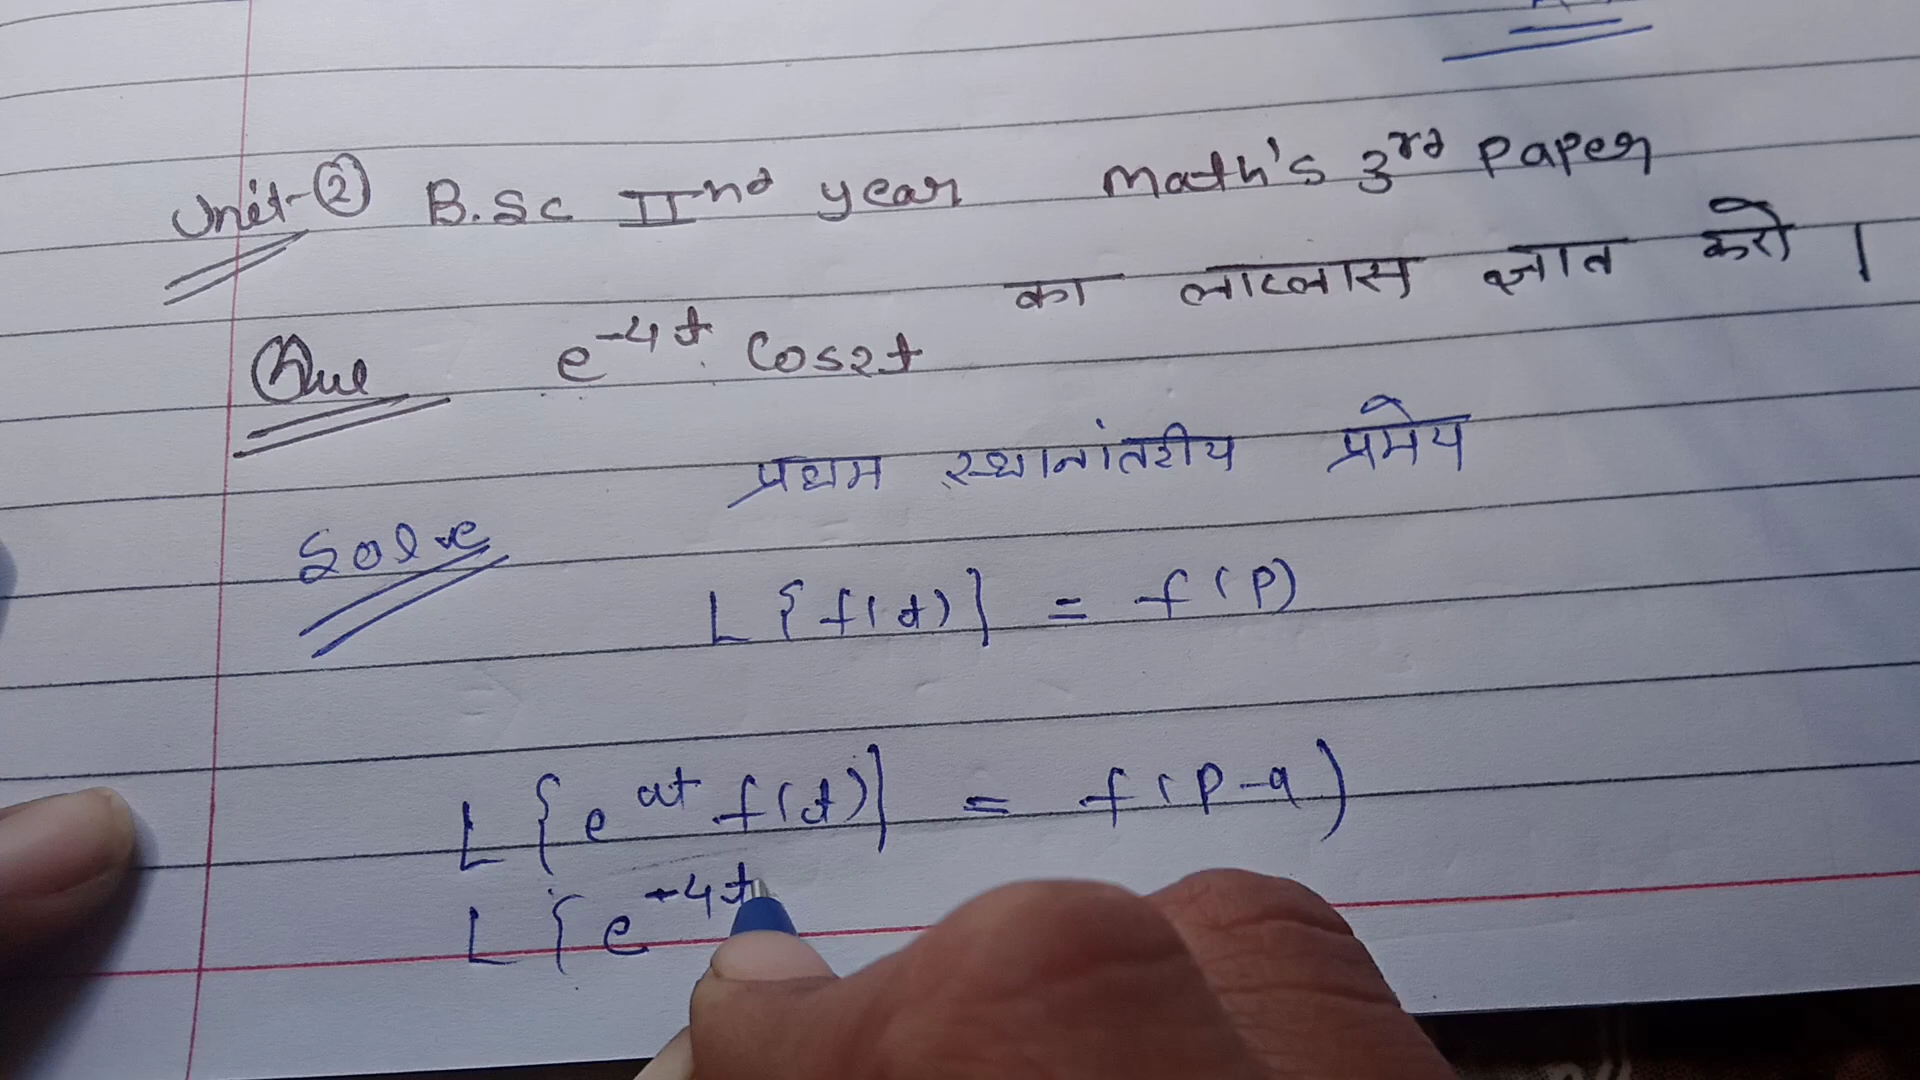 Unit-② B.Sc IInd year Math's 3rd Paper
Que e^-4t. Cos2t का लाप्लास ज्ञात करो ।
प्रथम स्थानांतरीय प्रमेय
Solve
L{f(t)} = f(P)
L{e^at f(t)} = f(P-a)
L{e^-4t